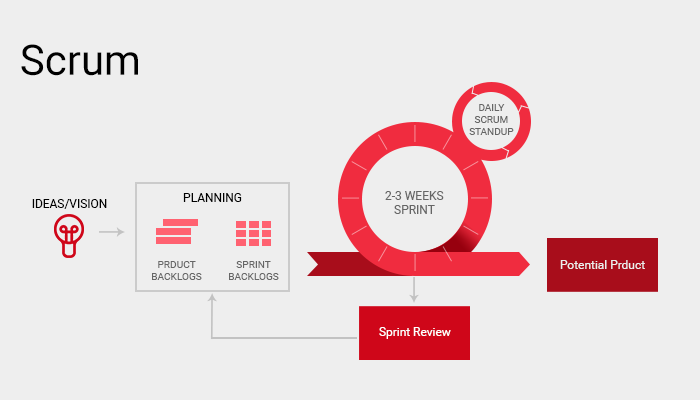 Scrum
DAILY
SCRUM
STANDUP
IDEAS/VISION
PLANNING
PRDUCT
BACKLOGS
SPRINT
BACKLOGS
2-3 WEEKS
SPRINT
Potential Prduct
Sprint Review